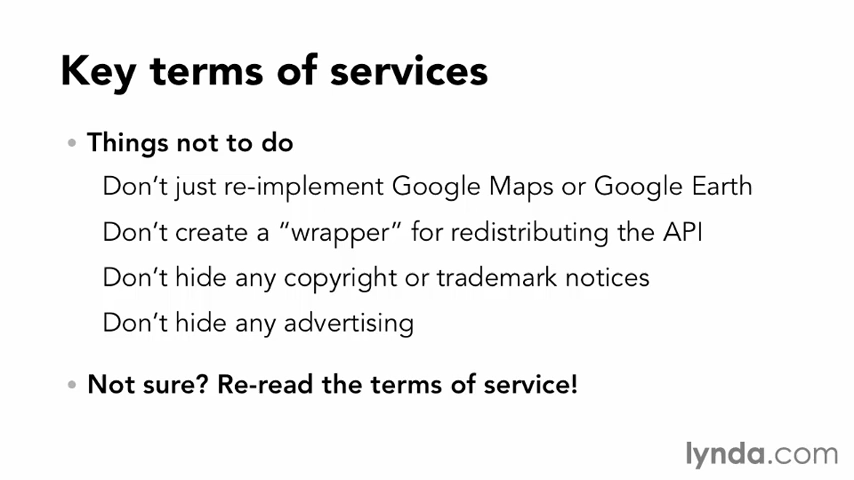 Key terms of services
• Things not to do
Don't just re-implement Google Maps or Google Earth
Don't create a “wrapper” for redistributing the API
Don't hide any copyright or trademark notices
Don't hide any advertising
• Not sure? Re-read the terms of service!
lynda.com